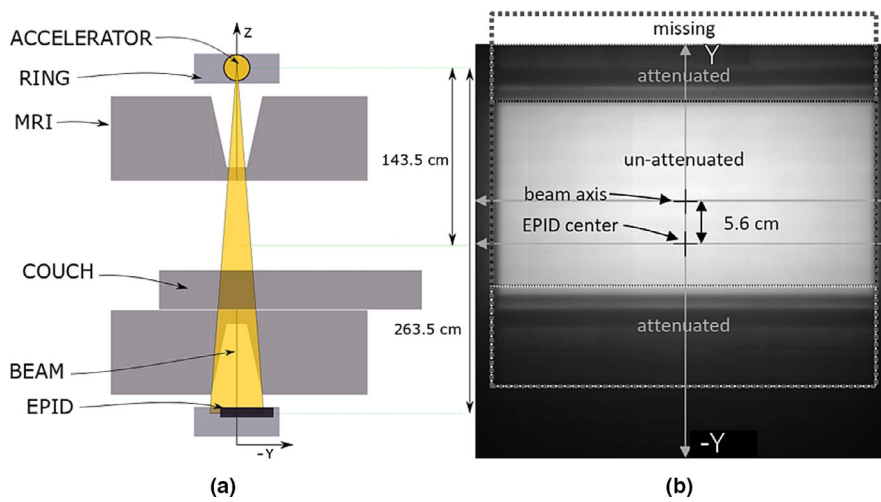 ACCELERATOR
RING
MRI
COUCH
BEAM
EPID
Z
143.5 cm
263.5 cm
-Y
(a)
missing
Y
attenuated
un-attenuated
beam axis
EPID center
5.6 cm
attenuated
-Y
(b)